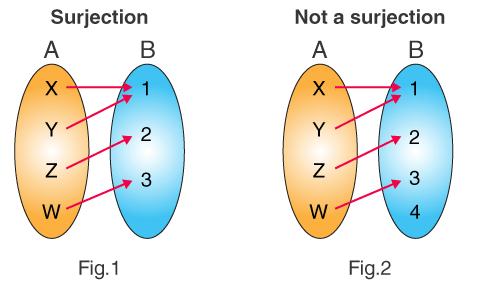 Surjection
A B
X 1
Y
2
Z
3
W
Fig.1
Not a surjection
A B
X 1
Y
2
Z
3
W 4
Fig.2